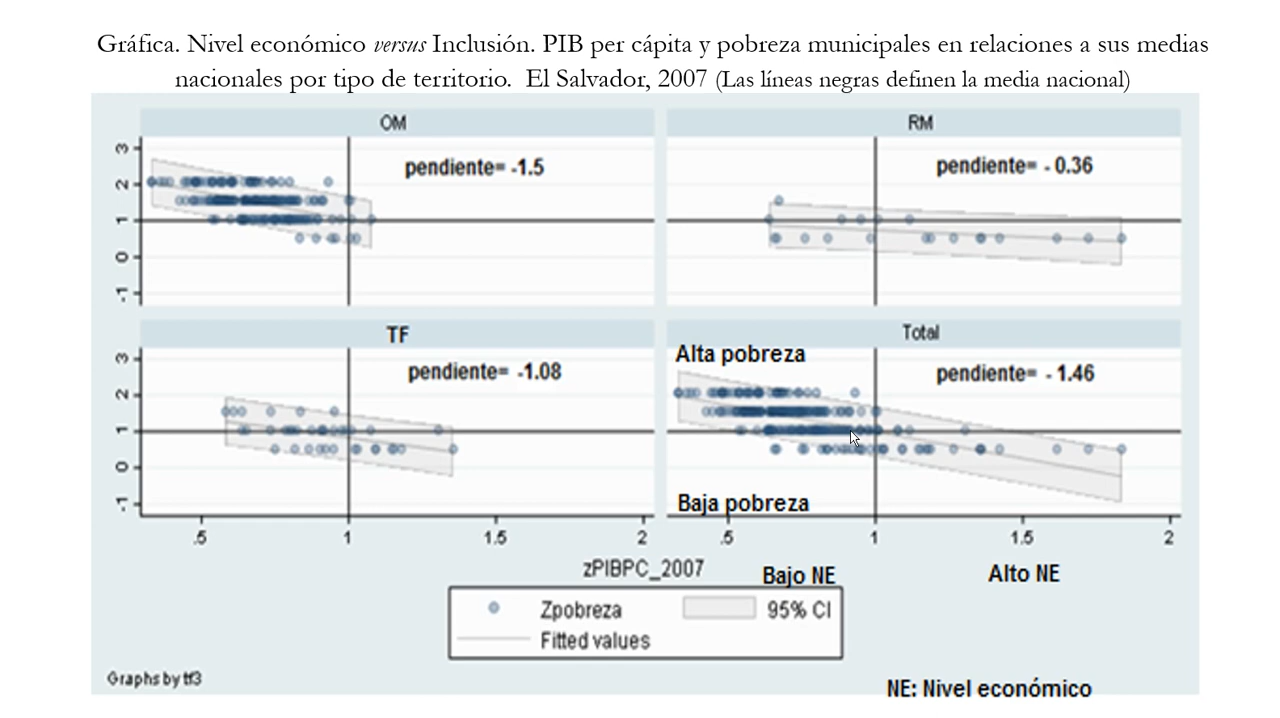 Gráfica. Nivel económico versus Inclusión. PIB per cápita y pobreza municipales en relaciones a sus medias
nacionales por tipo de territorio. El Salvador, 2007 (Las líneas negras definen la media nacional)
OM
RM
3
2
1
0
-1
pendiente= -1.5
pendiente= - 0.36
TF
Total
3
2
1
0
-1
pendiente= -1.08
Alta pobreza
pendiente= - 1.46
Baja pobreza
.5
1
1.5
2
.5
1
1.5
2
zPIBPC_2007
Bajo NE
Alto NE
Zpobreza
95% CI
Fitted values
Graphs by tf3
NE: Nivel económico